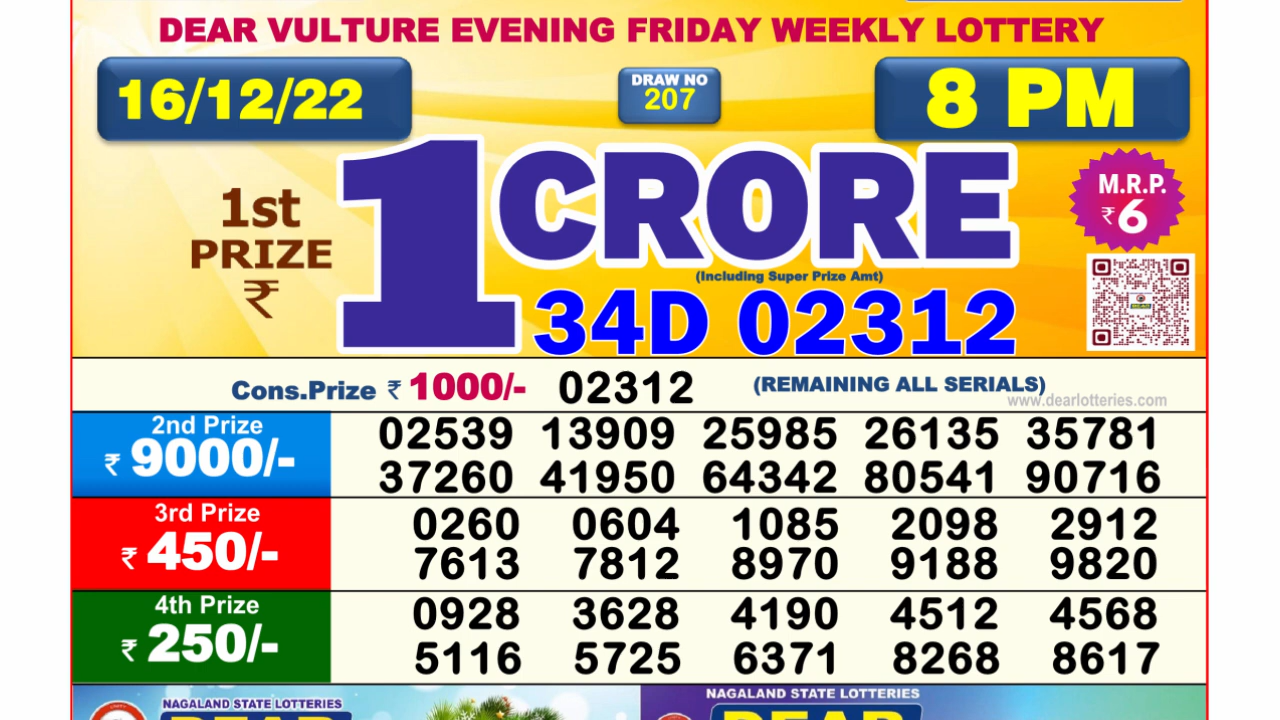 DEAR VULTURE EVENING FRIDAY WEEKLY LOTTERY
16/12/22
DRAW NO
207
8 PM
1st
PRIZE
₹
1 CRORE
(Including Super Prize Amt)
34D 02312
M.R.P.
₹ 6
Cons.Prize ₹ 1000/- 02312 (REMAINING ALL SERIALS)
www.dearlotteries.com
2nd Prize
₹ 9000/-
02539 13909 25985 26135 35781
37260 41950 64342 80541 90716
3rd Prize
₹ 450/-
0260 0604 1085 2098 2912
7613 7812 8970 9188 9820
4th Prize
₹ 250/-
0928 3628 4190 4512 4568
5116 5725 6371 8268 8617
NAGALAND STATE LOTTERIES
DEAR
NAGALAND STATE LOTTERIES
DEAR